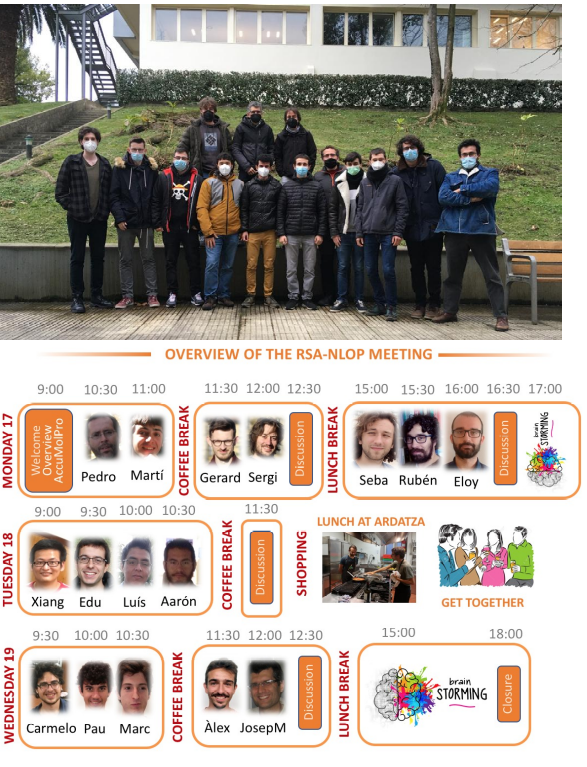 OVERVIEW OF THE RSA-NLOP MEETING
MONDAY 17
9:00 10:30 11:00
Welcome
Overview
AccuMolPro
Pedro Martí
COFFEE BREAK
11:30 12:00 12:30
Gerard Sergi
Discussion
LUNCH BREAK
15:00 15:30 16:00 16:30 17:00
Seba Rubén Eloy
Discussion
brain
STORMING
TUESDAY 18
9:00 9:30 10:00 10:30
Xiang Edu Luís Aarón
COFFEE BREAK
11:30
Discussion
SHOPPING
LUNCH AT ARDATZA
GET TOGETHER
WEDNESDAY 19
9:30 10:00 10:30
Carmelo Pau Marc
COFFEE BREAK
11:30 12:00 12:30
Àlex JosepM
Discussion
LUNCH BREAK
15:00 18:00
brain
STORMING
Closure